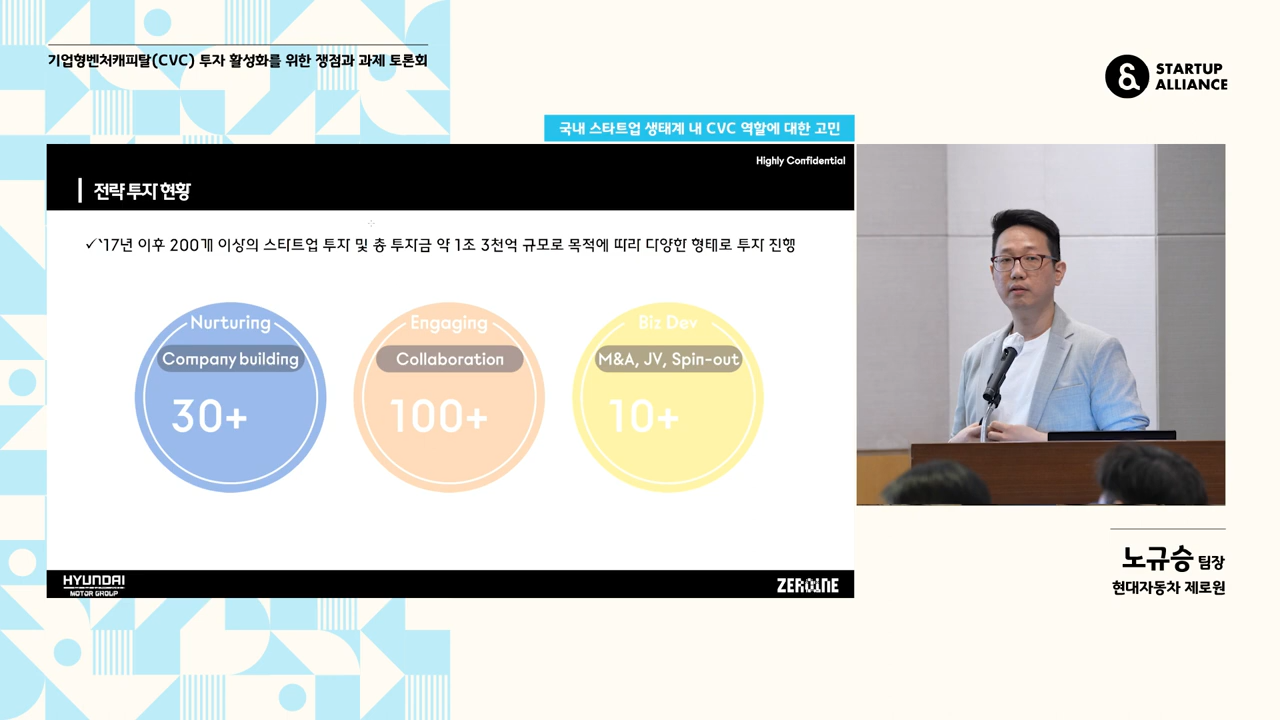 기업형벤처캐피탈(CVC) 투자 활성화를 위한 쟁점과 과제 토론회
STARTUP
ALLIANCE
국내 스타트업 생태계 내 CVC 역할에 대한 고민
Highly Confidential
전략 투자 현황
✓`17년 이후 200개 이상의 스타트업 투자 및 총 투자금 약 1조 3천억 규모로 목적에 따라 다양한 형태로 투자 진행
Nurturing
Company building
30+
Engaging
Collaboration
100+
Biz Dev
M&A, JV, Spin-out
10+
HYUNDAI
MOTOR GROUP
ZER01NE
노규승 팀장
현대자동차 제로원